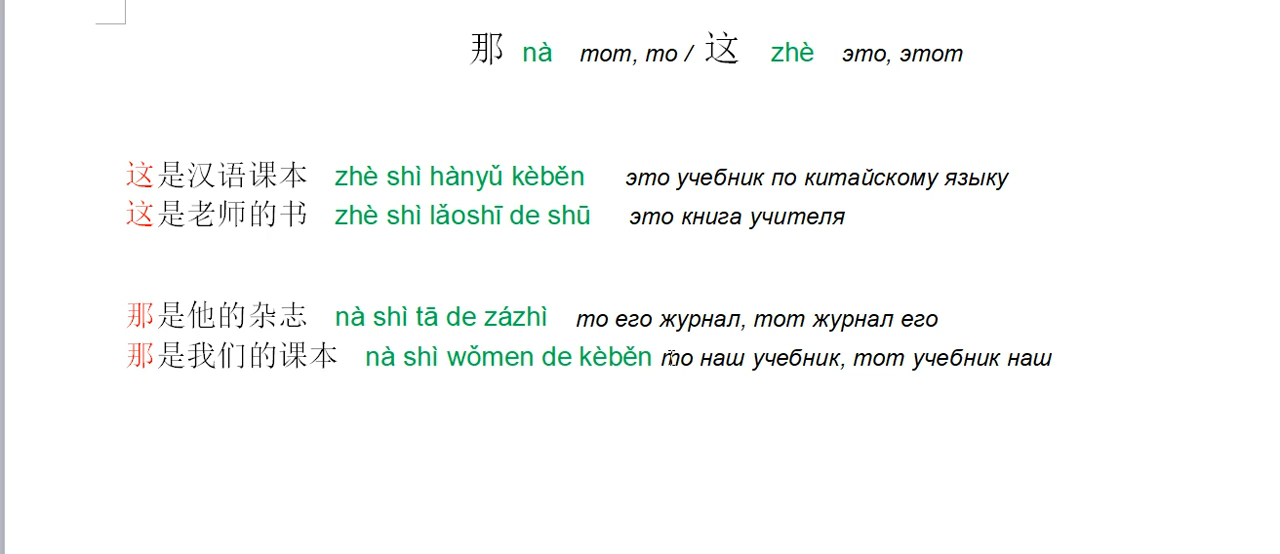 那 nà тот, то / 这 zhè это, этот
这是汉语课本 zhè shì hànyǔ kèběn это учебник по китайскому языку
这是老师的书 zhè shì lǎoshī de shū это книга учителя
那是他的杂志 nà shì tā de zázhì то его журнал, тот журнал его
那是我们的课本 nà shì wǒmen de kèběn то наш учебник, тот учебник наш